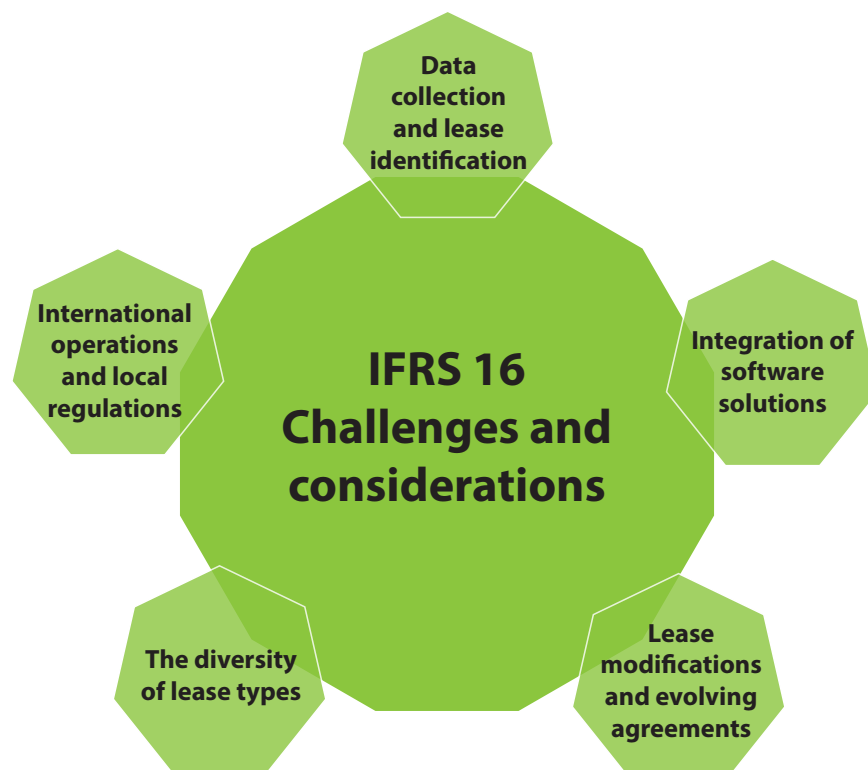 Data
collection
and lease
identification
International
operations
and local
regulations
IFRS 16
Challenges and
considerations
Integration of
software
solutions
The diversity
of lease types
Lease
modifications
and evolving
agreements